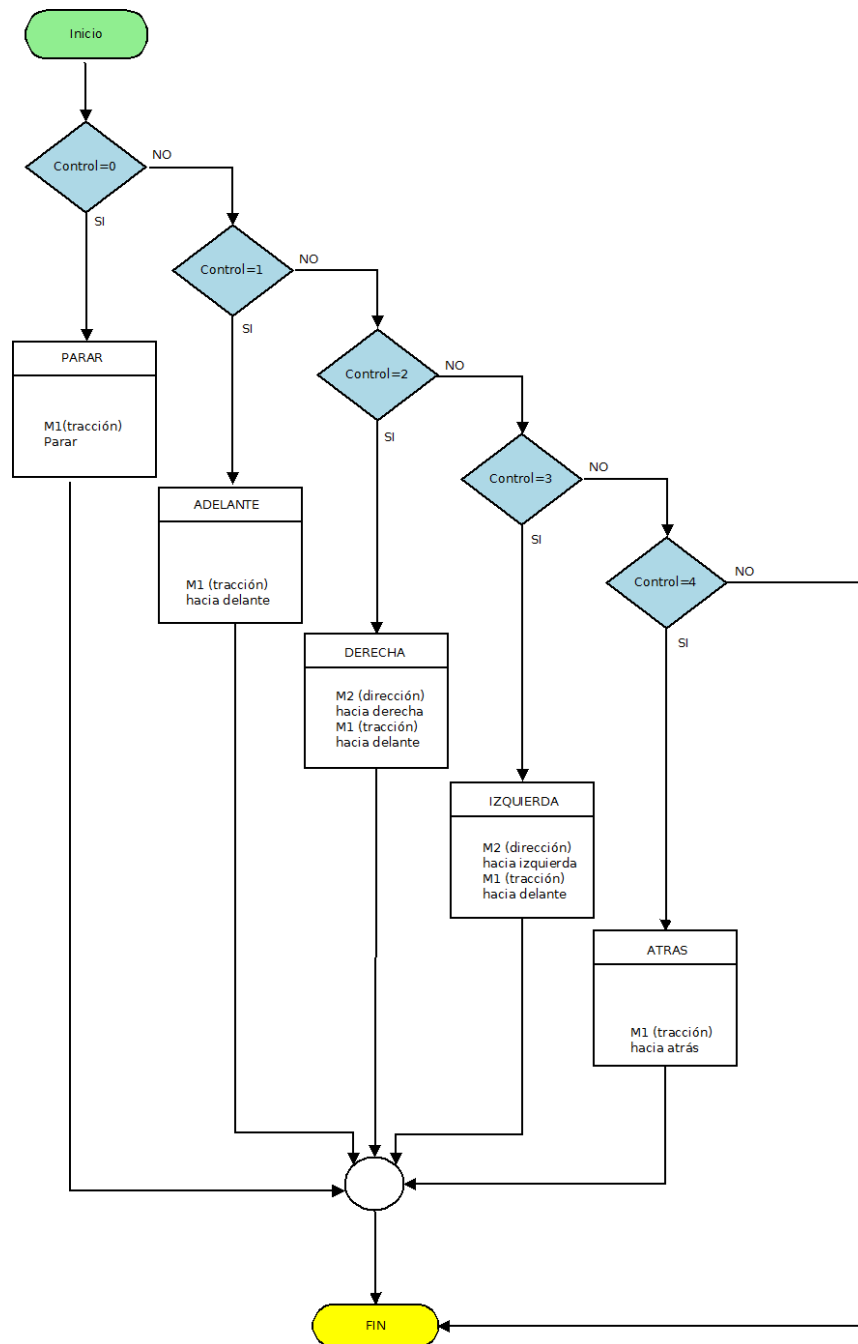 Inicio
Control=0
NO
SI
Control=1
NO
SI
Control=2
NO
SI
Control=3
NO
SI
Control=4
NO
SI
PARAR
M1(tracción)
Parar
ADELANTE
M1 (tracción)
hacia delante
DERECHA
M2 (dirección)
hacia derecha
M1 (tracción)
hacia delante
IZQUIERDA
M2 (dirección)
hacia izquierda
M1 (tracción)
hacia delante
ATRAS
M1 (tracción)
hacia atrás
FIN